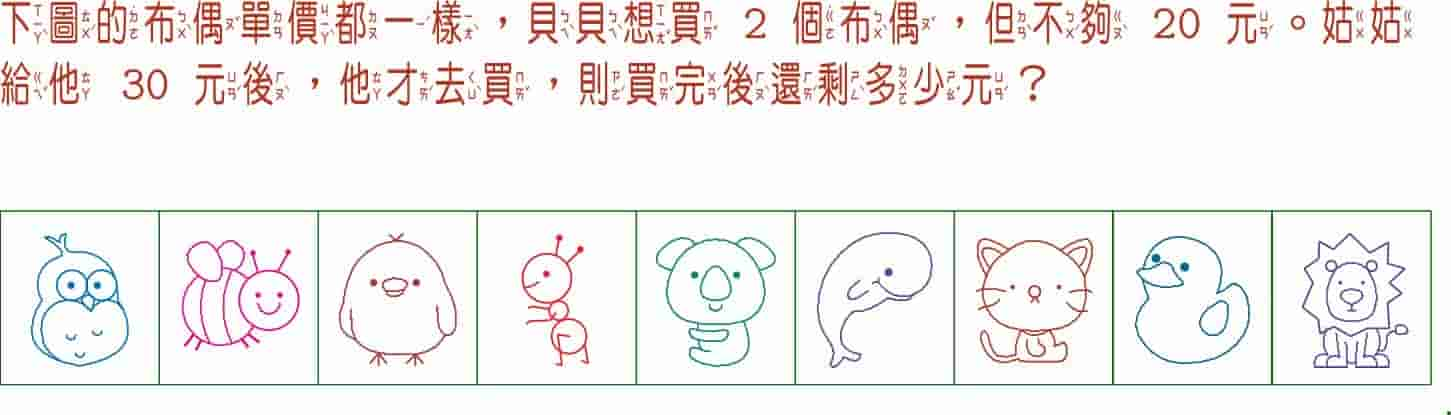 下圖的布偶單價都一樣，貝貝想買 2 個布偶，但不夠 20 元。姑姑
給他 30 元後，他才去買，則買完後還剩多少元？